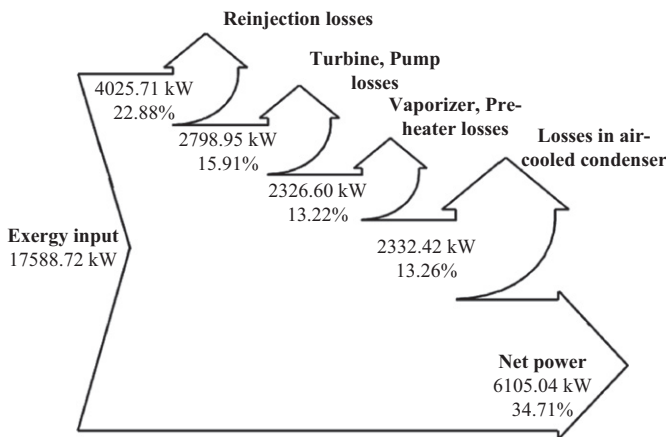 Reinjection losses
4025.71 kW
22.88%
Turbine, Pump
losses
2798.95 kW
15.91%
Vaporizer, Pre-
heater losses
2326.60 kW
13.22%
Losses in air-
cooled condenser
2332.42 kW
13.26%
Exergy input
17588.72 kW
Net power
6105.04 kW
34.71%